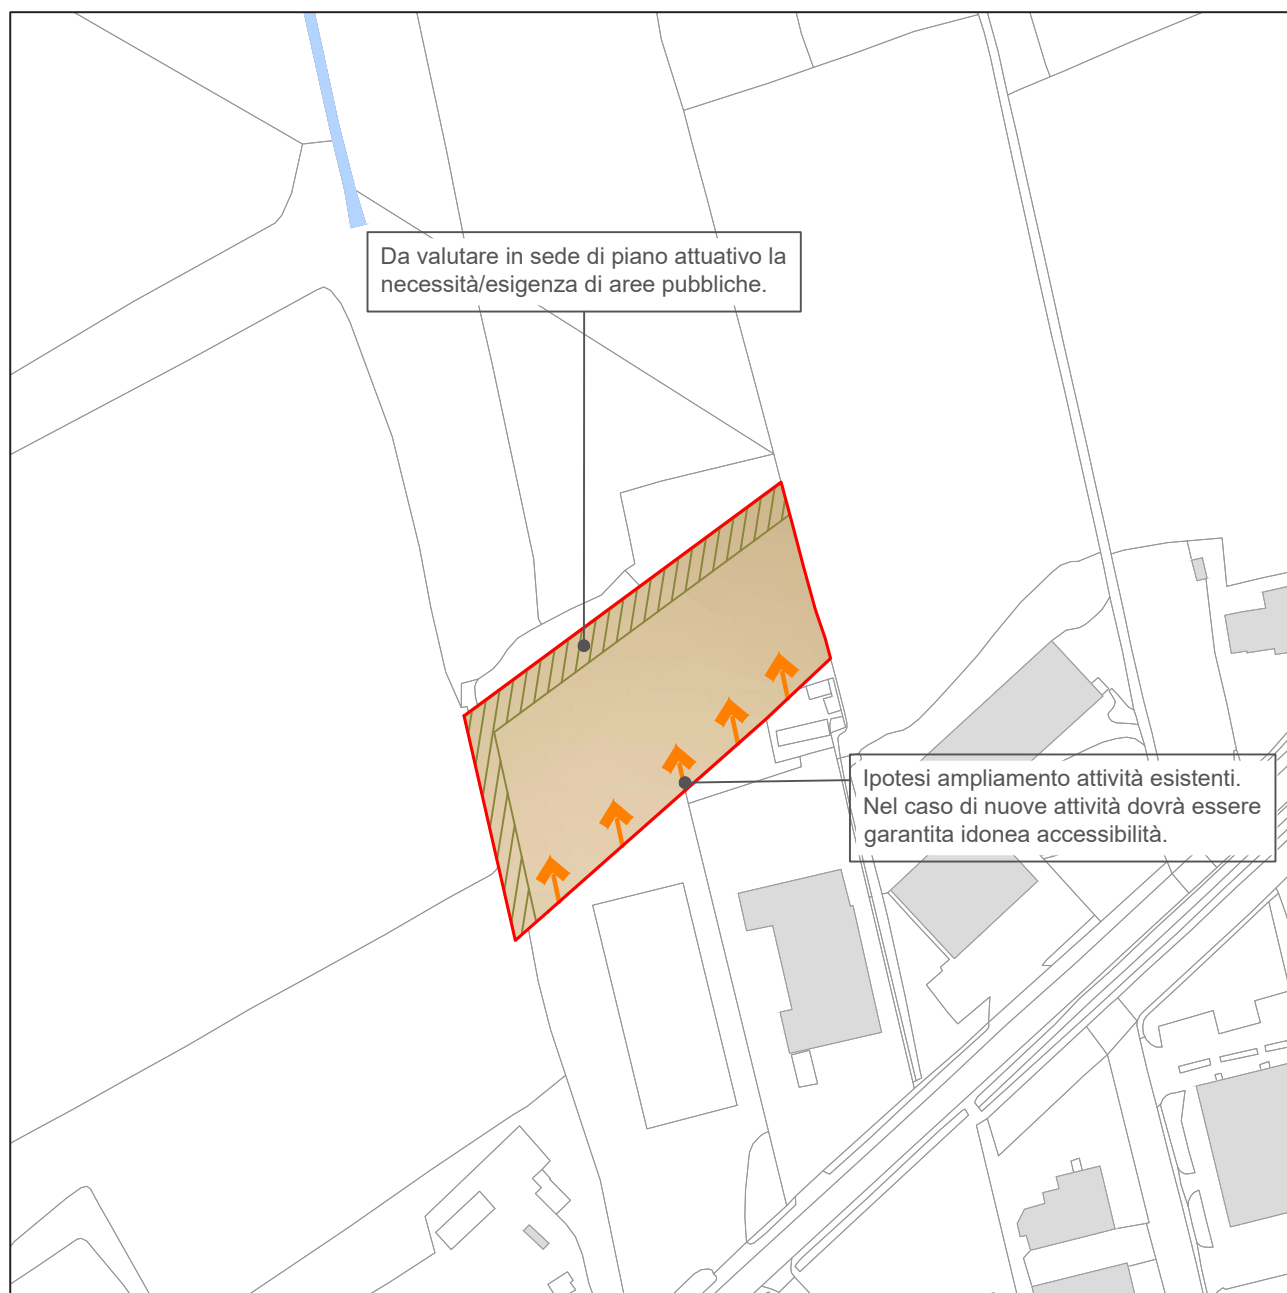 Da valutare in sede di piano attuativo la
necessità/esigenza di aree pubbliche.
Ipotesi ampliamento attività esistenti.
Nel caso di nuove attività dovrà essere
garantita idonea accessibilità.